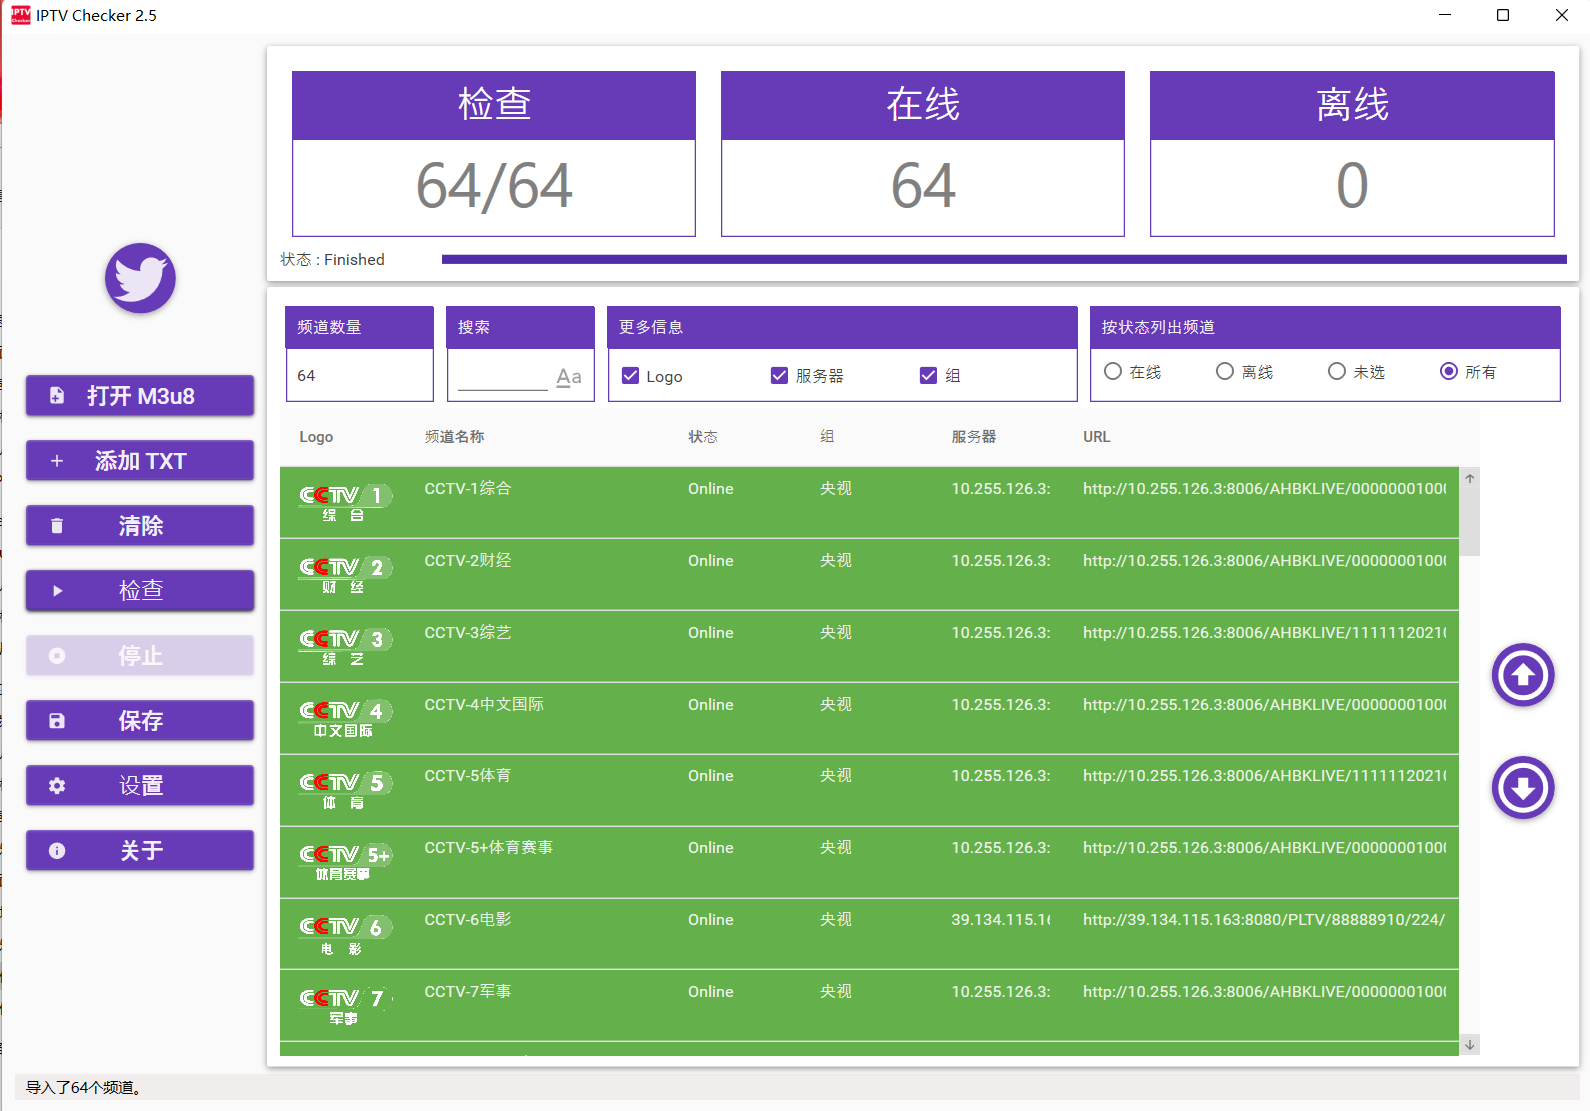 IPTV Checker 2.5
检查
在线
离线
64/64
64
0
状态 : Finished
打开 M3u8
添加 TXT
清除
检查
停止
保存
设置
关于
频道数量
搜索
更多信息
按状态列出频道
64
Aa
Logo
服务器
组
在线
离线
未选
所有
Logo 频道名称 状态 组 服务器 URL
CCTV 1
综合
CCTV-1综合 Online 央视 10.255.126.3: http://10.255.126.3:8006/AHBKLIVE/0000000100
CCTV 2
财经
CCTV-2财经 Online 央视 10.255.126.3: http://10.255.126.3:8006/AHBKLIVE/0000000100
CCTV 3
综艺
CCTV-3综艺 Online 央视 10.255.126.3: http://10.255.126.3:8006/AHBKLIVE/1111112021
CCTV 4
中文国际
CCTV-4中文国际 Online 央视 10.255.126.3: http://10.255.126.3:8006/AHBKLIVE/0000000100
CCTV 5
体育
CCTV-5体育 Online 央视 10.255.126.3: http://10.255.126.3:8006/AHBKLIVE/1111112021
CCTV 5+
体育赛事
CCTV-5+体育赛事 Online 央视 10.255.126.3: http://10.255.126.3:8006/AHBKLIVE/0000000100
CCTV 6
电影
CCTV-6电影 Online 央视 39.134.115.1 http://39.134.115.163:8080/PLTV/88888910/224/
CCTV 7
军事
CCTV-7军事 Online 央视 10.255.126.3: http://10.255.126.3:8006/AHBKLIVE/0000000100
导入了64个频道。